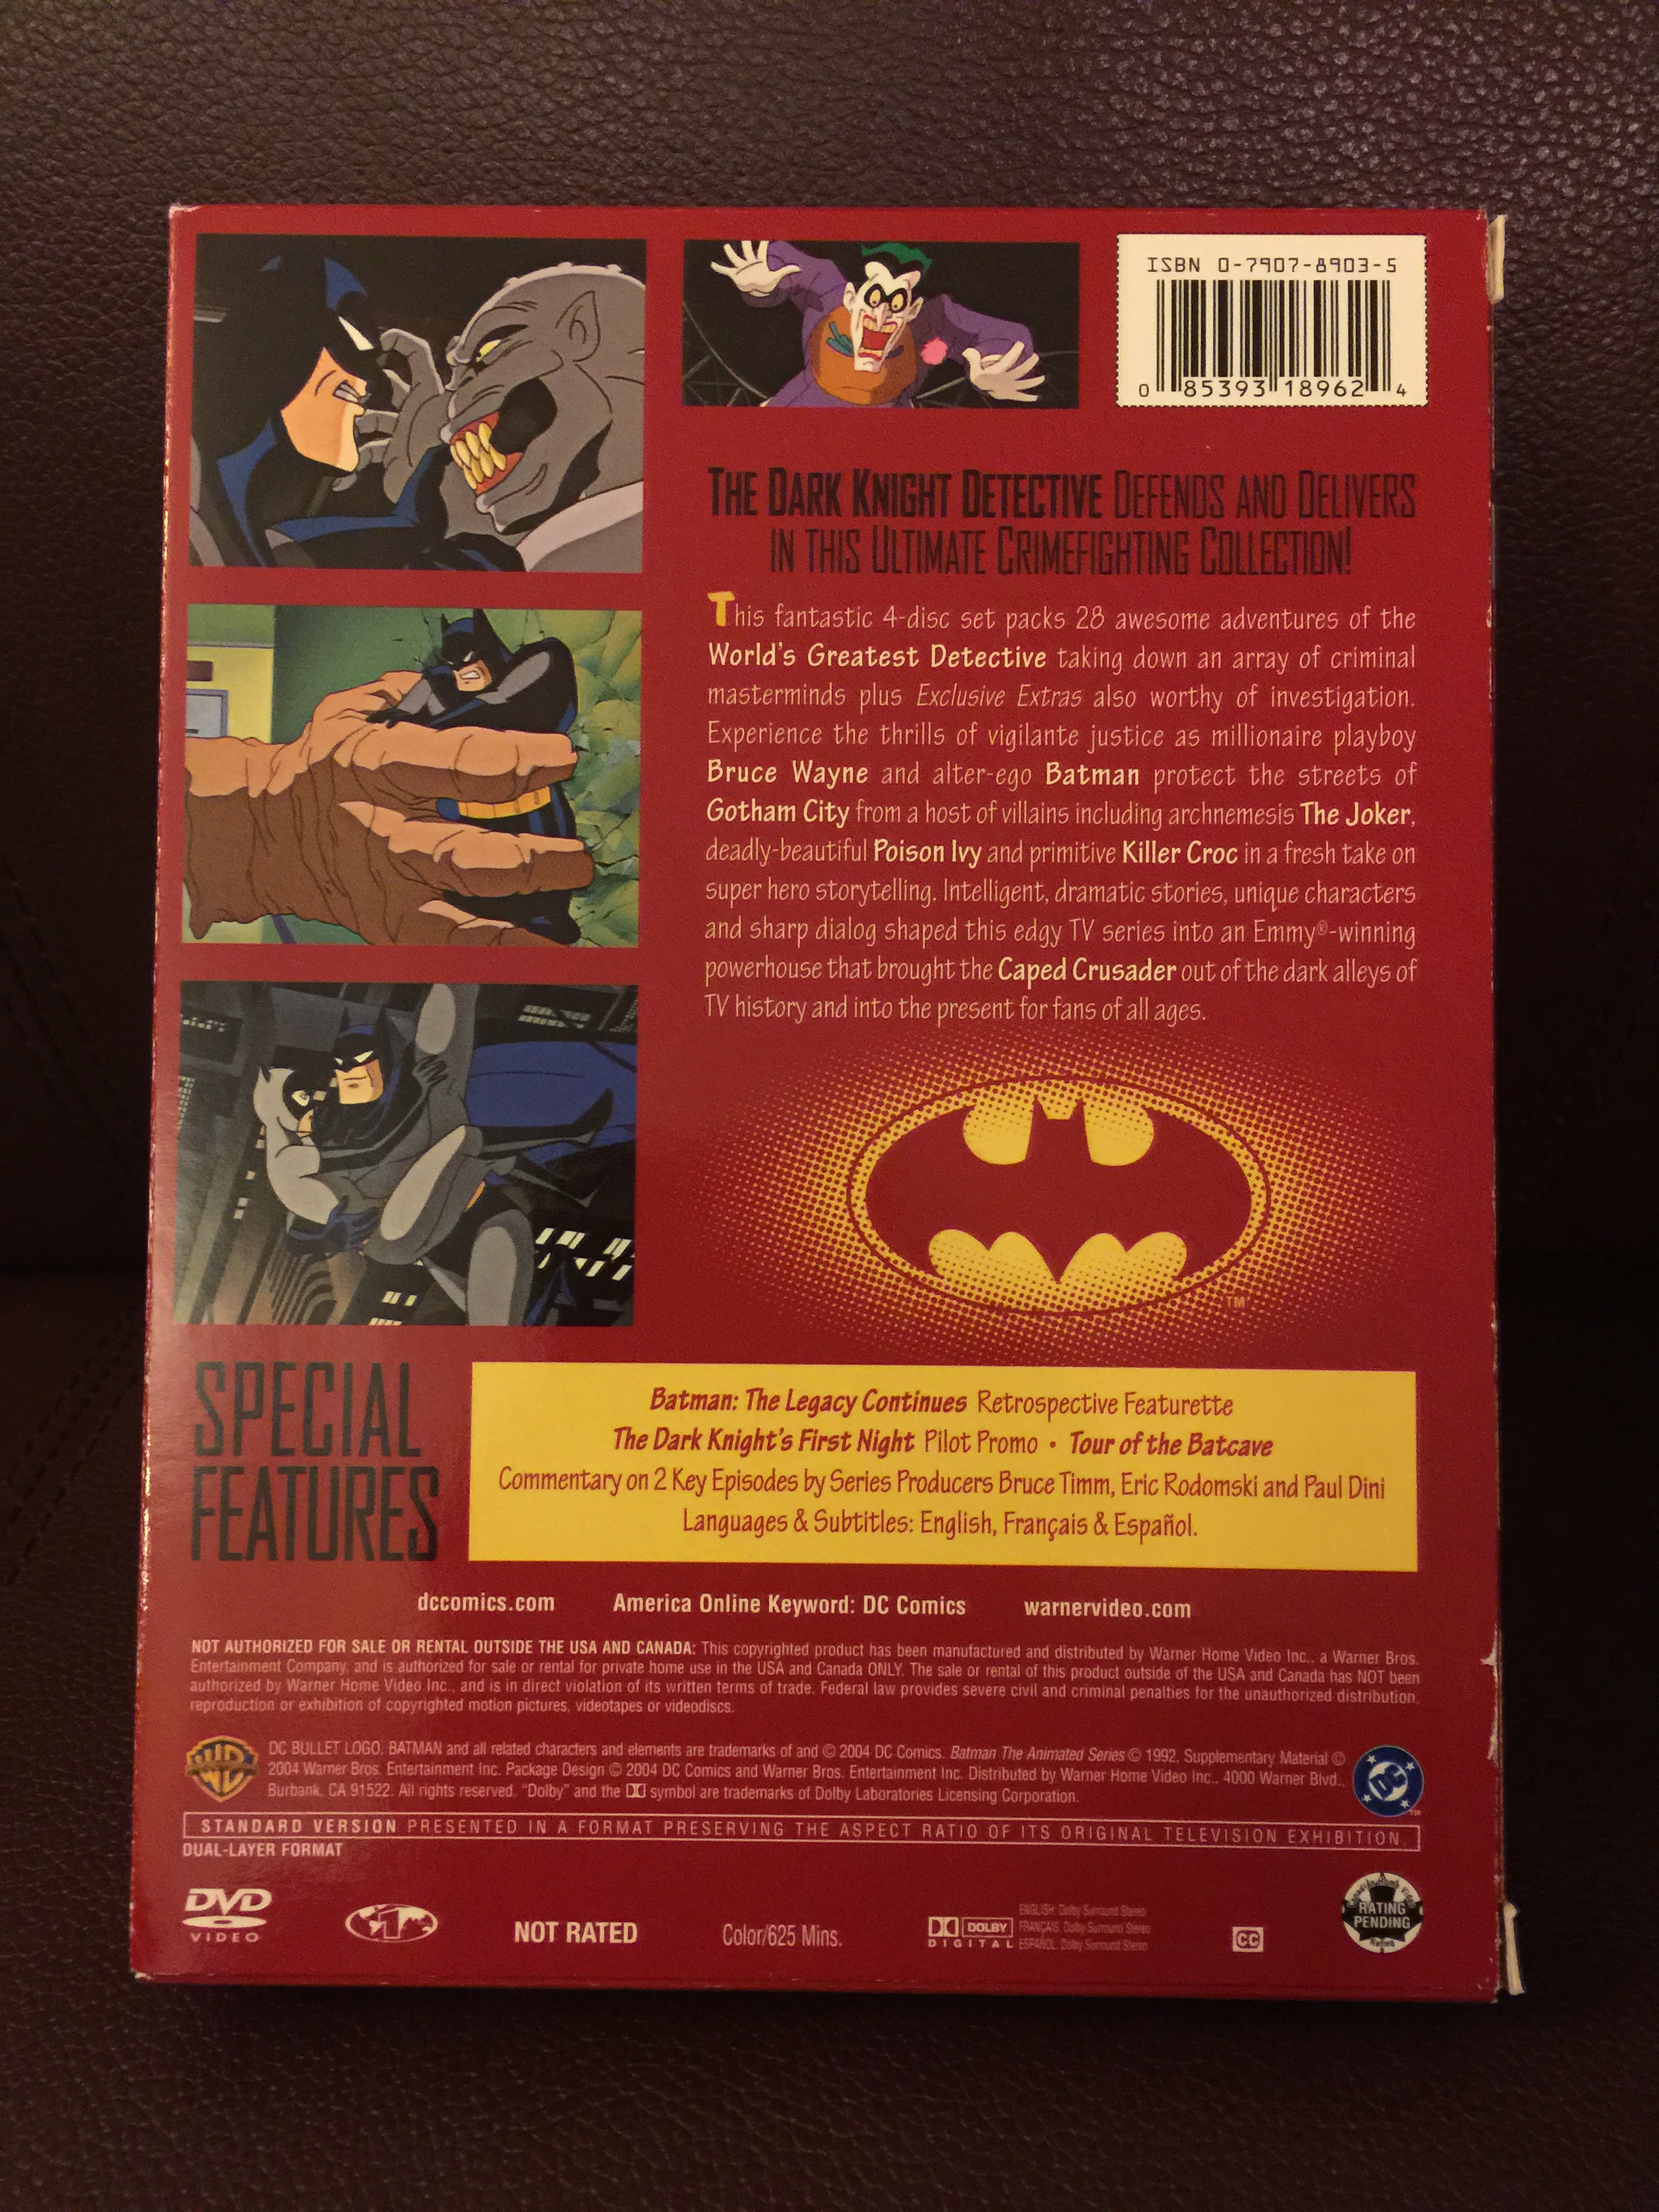 ISBN 0-7907-8903-5
0 85393 18962 4
THE DARK KNIGHT DETECTIVE DEFENDS AND DELIVERS
IN THIS ULTIMATE CRIMEFIGHTING COLLECTION!
This fantastic 4-disc set packs 28 awesome adventures of the
World's Greatest Detective taking down an array of criminal
masterminds plus Exclusive Extras also worthy of investigation.
Experience the thrills of vigilante justice as millionaire playboy
Bruce Wayne and alter-ego Batman protect the streets of
Gotham City from a host of villains including archnemesis The Joker,
deadly-beautiful Poison Ivy and primitive Killer Croc in a fresh take on
super hero storytelling. Intelligent, dramatic stories, unique characters
and sharp dialog shaped this edgy TV series into an Emmy®-winning
powerhouse that brought the Caped Crusader out of the dark alleys of
TV history and into the present for fans of all ages.
TM
SPECIAL
FEATURES
Batman: The Legacy Continues Retrospective Featurette
The Dark Knight's First Night Pilot Promo • Tour of the Batcave
Commentary on 2 Key Episodes by Series Producers Bruce Timm, Eric Rodomski and Paul Dini
Languages & Subtitles: English, Français & Español.
dccomics.com America Online Keyword: DC Comics warnervideo.com
NOT AUTHORIZED FOR SALE OR RENTAL OUTSIDE THE USA AND CANADA: This copyrighted product has been manufactured and distributed by Warner Home Video Inc., a Warner Bros.
Entertainment Company, and is authorized for sale or rental for private home use in the USA and Canada ONLY. The sale or rental of this product outside of the USA and Canada has NOT been
authorized by Warner Home Video Inc., and is in direct violation of its written terms of trade. Federal law provides severe civil and criminal penalties for the unauthorized distribution,
reproduction or exhibition of copyrighted motion pictures, videotapes or videodiscs.
WB
DC BULLET LOGO, BATMAN and all related characters and elements are trademarks of and © 2004 DC Comics. Batman The Animated Series © 1992, Supplementary Material ©
2004 Warner Bros. Entertainment Inc. Package Design © 2004 DC Comics and Warner Bros. Entertainment Inc. Distributed by Warner Home Video Inc., 4000 Warner Blvd.,
Burbank, CA 91522. All rights reserved. "Dolby" and the DD symbol are trademarks of Dolby Laboratories Licensing Corporation.
DC
STANDARD VERSION PRESENTED IN A FORMAT PRESERVING THE ASPECT RATIO OF ITS ORIGINAL TELEVISION EXHIBITION.
DUAL-LAYER FORMAT
DVD
VIDEO
1
NOT RATED
Color/625 Mins.
DOLBY
DIGITAL
ENGLISH: Dolby Surround Stereo
FRANÇAIS: Dolby Surround Stereo
ESPAÑOL: Dolby Surround Stereo
CC
RATING
PENDING